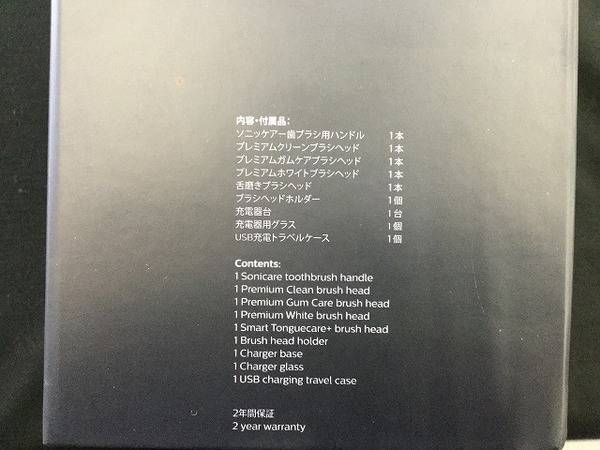 内容・付属品：
ソニッケアー歯ブラシ用ハンドル 1本
プレミアムクリーンブラシヘッド 1本
プレミアムガムケアブラシヘッド 1本
プレミアムホワイトブラシヘッド 1本
舌磨きブラシヘッド 1本
ブラシヘッドホルダー 1個
充電器台 1台
充電器用グラス 1個
USB充電トラベルケース 1個
Contents:
1 Sonicare toothbrush handle
1 Premium Clean brush head
1 Premium Gum Care brush head
1 Premium White brush head
1 Smart Tonguecare+ brush head
1 Brush head holder
1 Charger base
1 Charger glass
1 USB charging travel case
2年間保証
2 year warranty